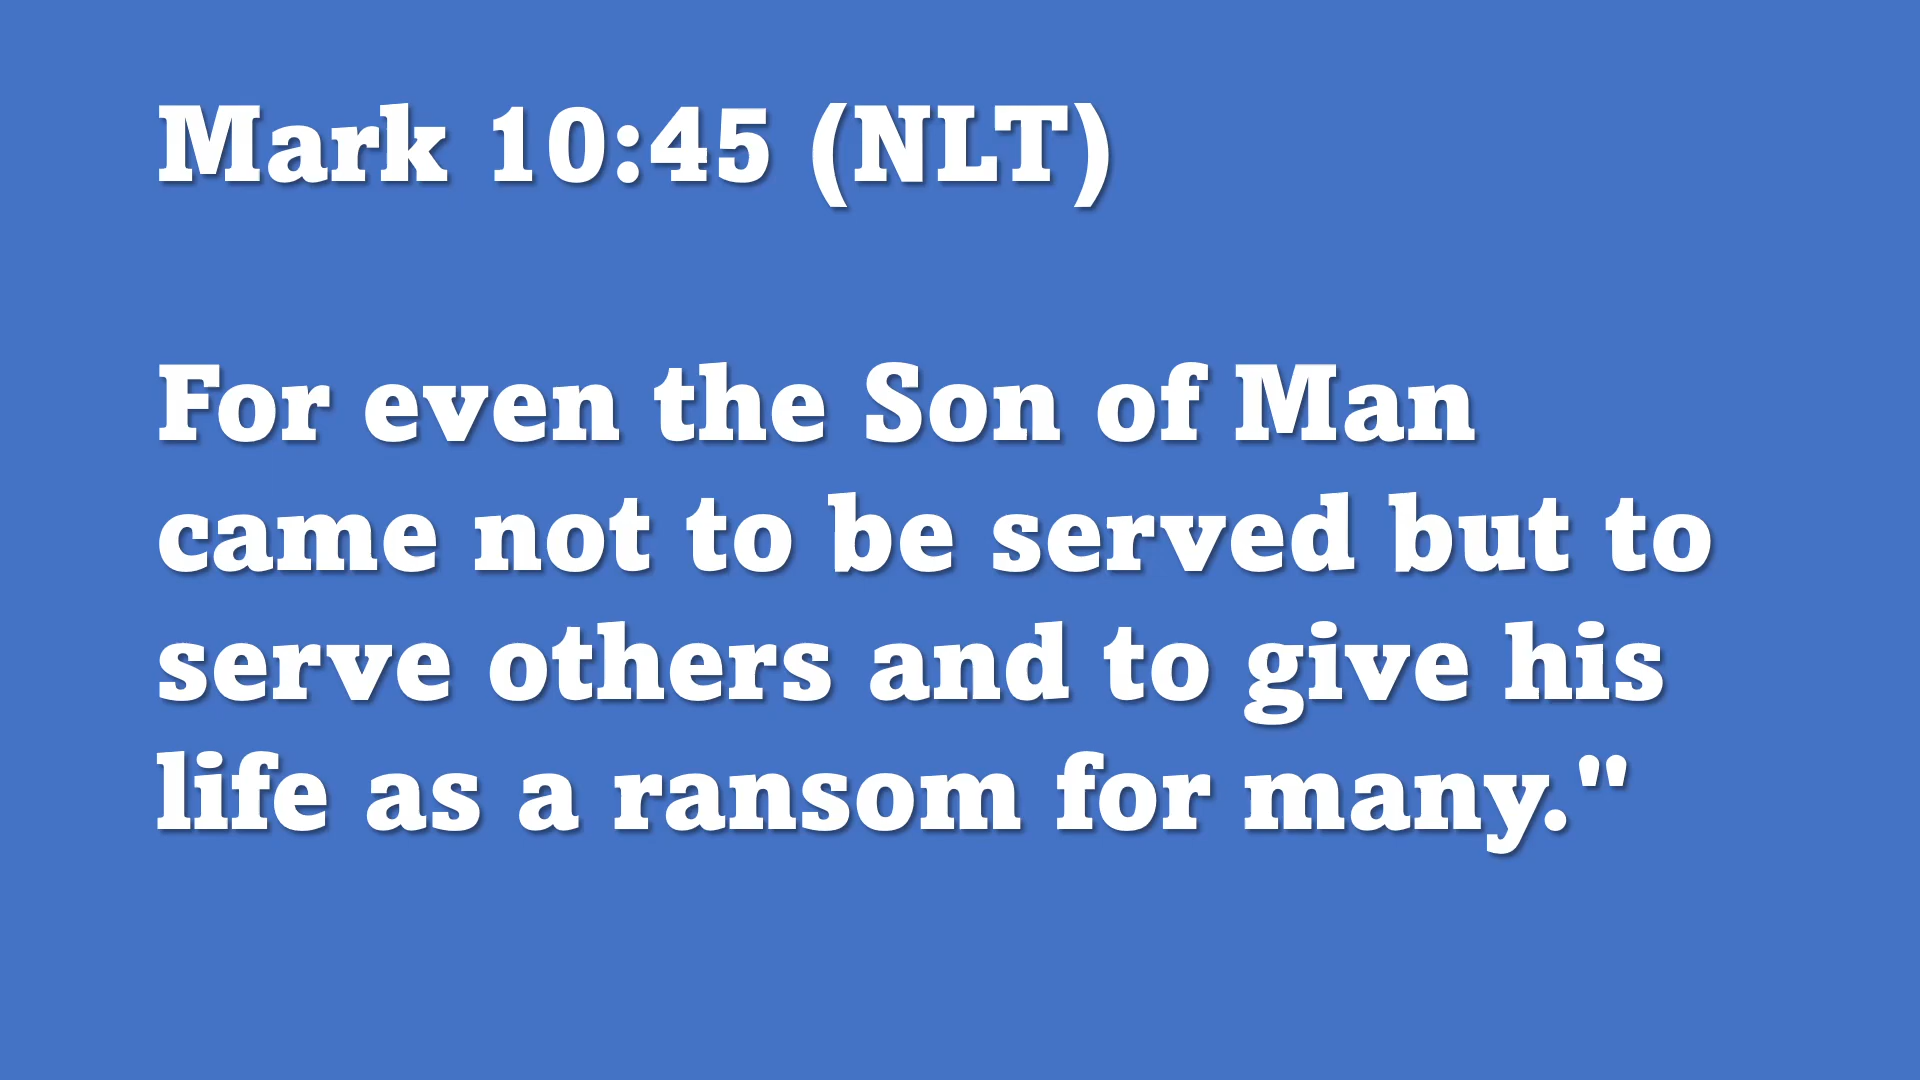 Mark 10:45 (NLT)
For even the Son of Man
came not to be served but to
serve others and to give his
life as a ransom for many."